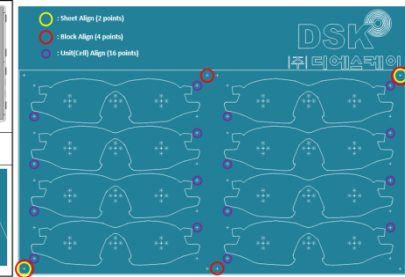 : Sheet Align (2 points)
: Block Align (4 points)
: Unit(Cell) Align (16 points)
DSK
(주)디에스케이